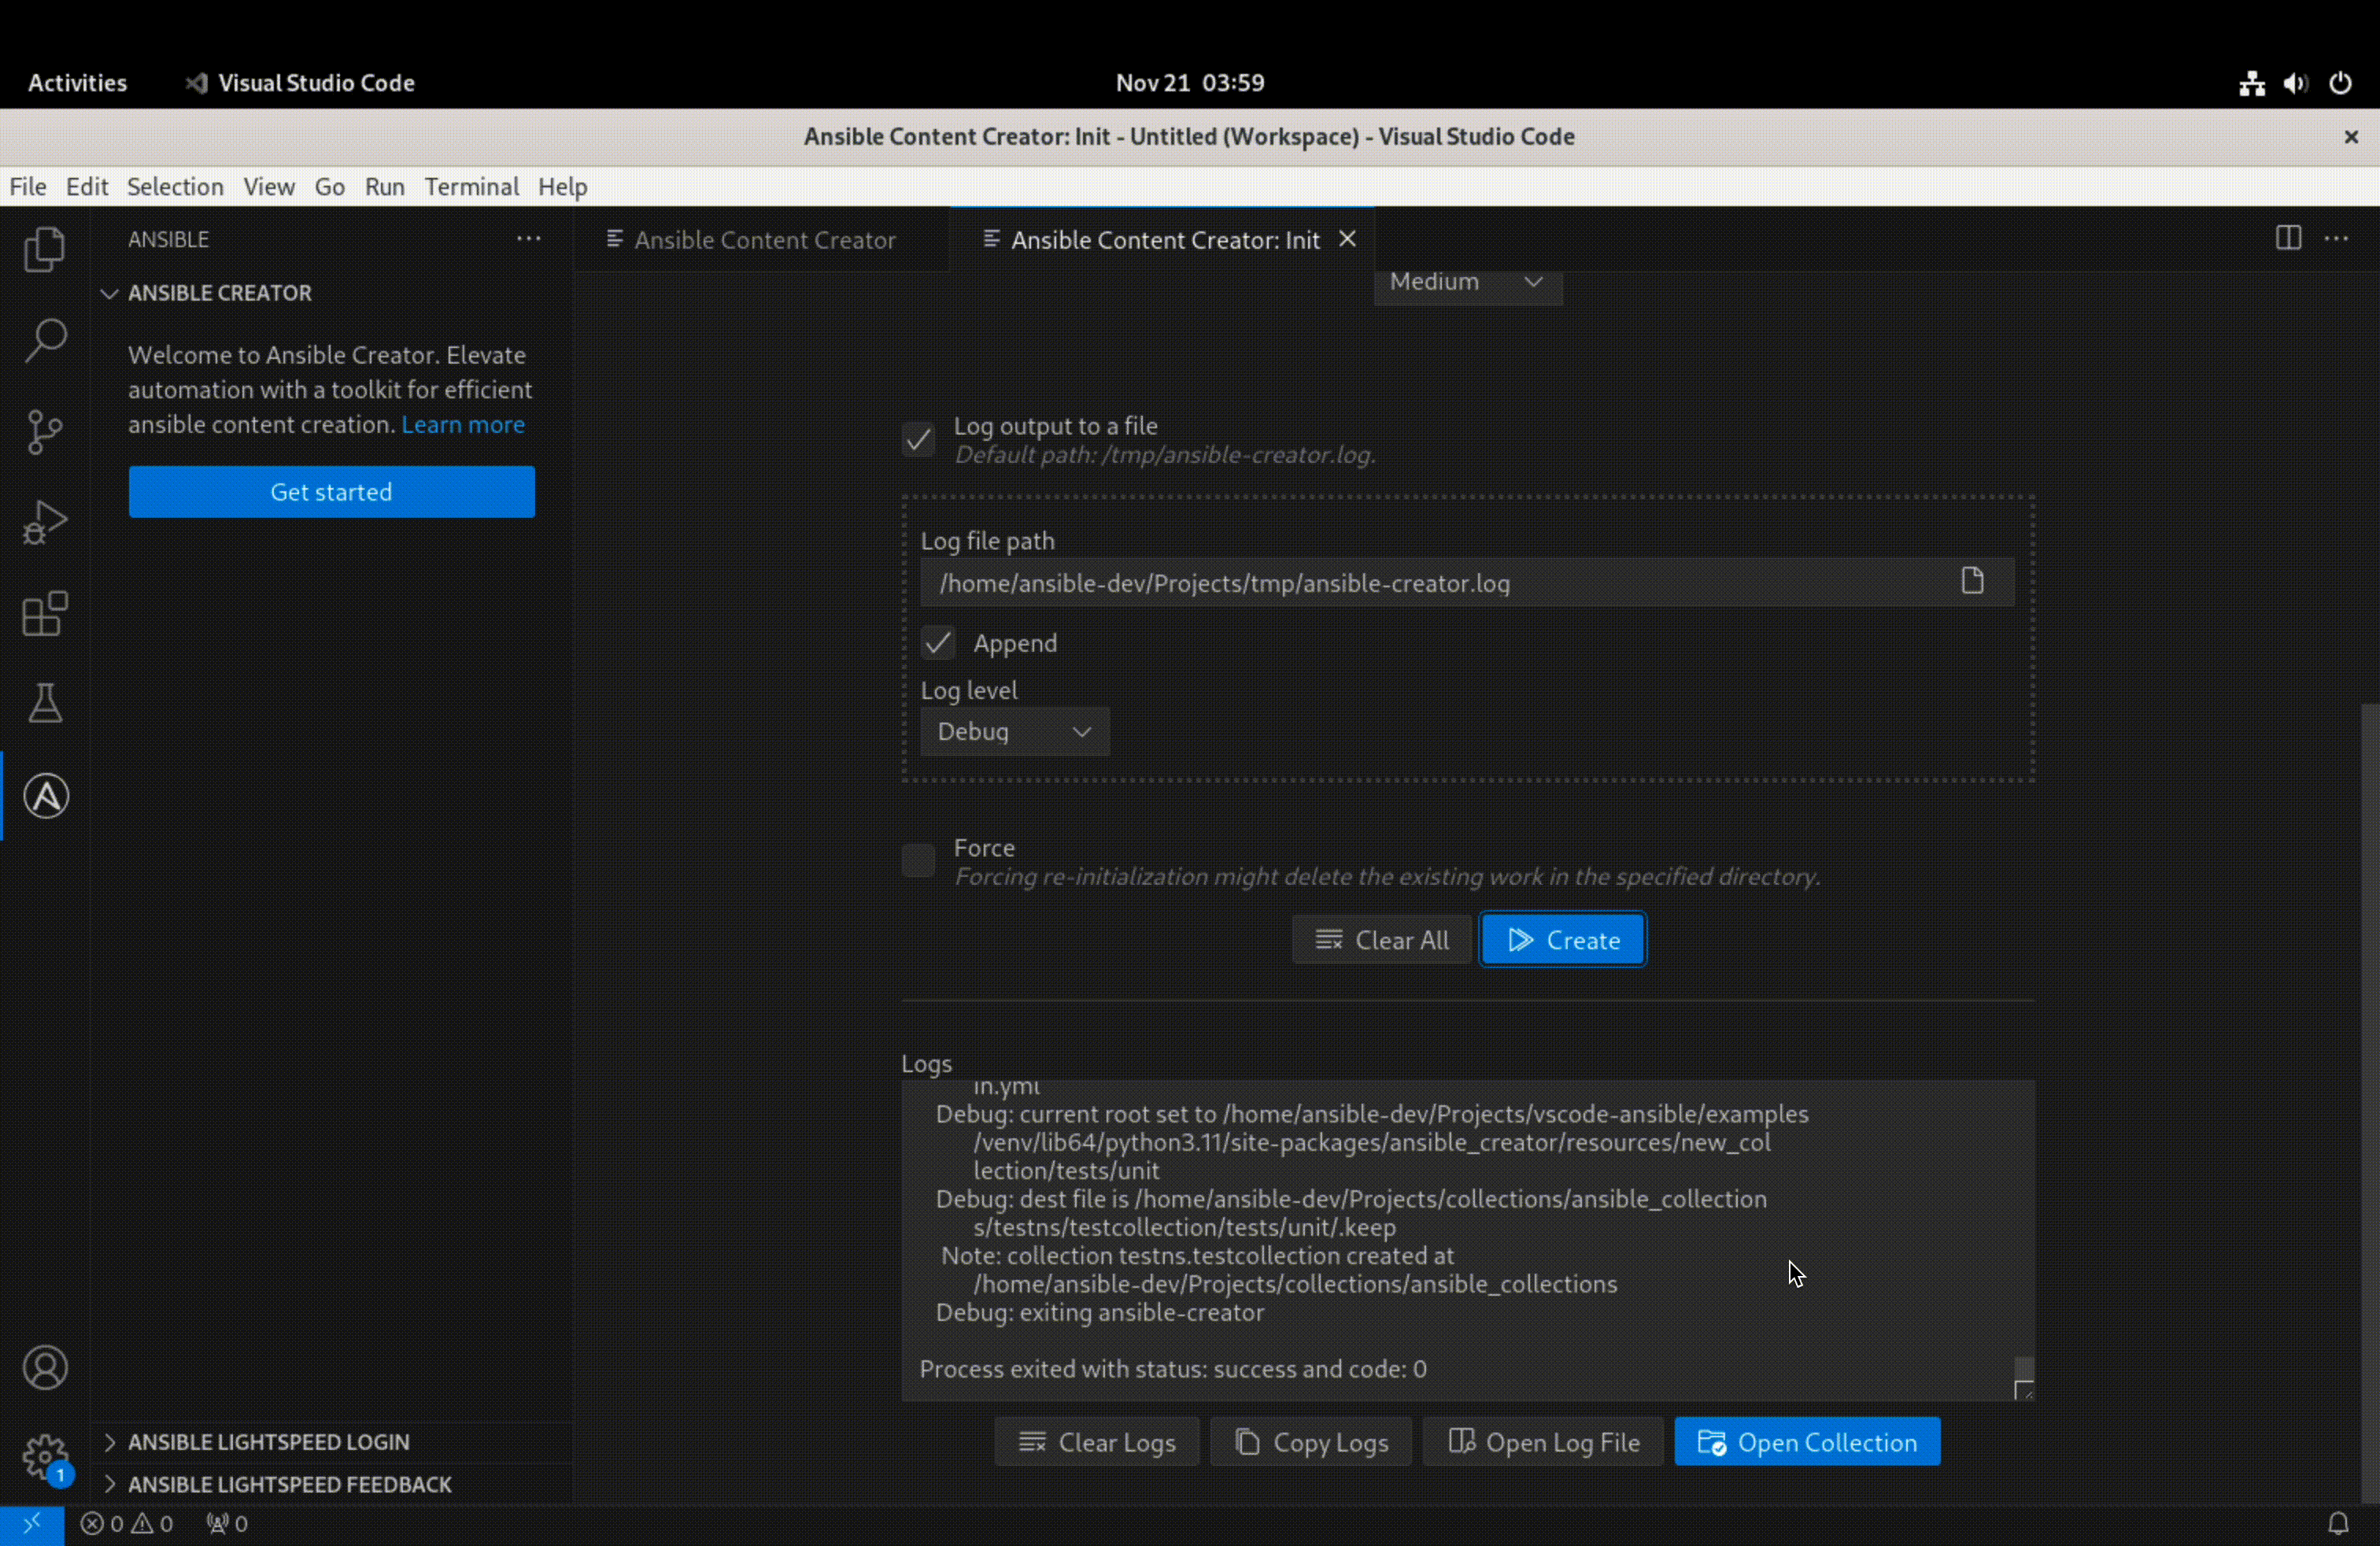 Activities
Visual Studio Code
Nov 21 03:59
Ansible Content Creator: Init - Untitled (Workspace) - Visual Studio Code
File Edit Selection View Go Run Terminal Help
ANSIBLE
ANSIBLE CREATOR
Welcome to Ansible Creator. Elevate
automation with a toolkit for efficient
ansible content creation. Learn more
Get started
ANSIBLE LIGHTSPEED LOGIN
ANSIBLE LIGHTSPEED FEEDBACK
1
Ansible Content Creator
Ansible Content Creator: Init
Medium
Log output to a file
Default path: /tmp/ansible-creator.log.
Log file path
/home/ansible-dev/Projects/tmp/ansible-creator.log
Append
Log level
Debug
Force
Forcing re-initialization might delete the existing work in the specified directory.
Clear All
Create
Logs
in.yml
Debug: current root set to /home/ansible-dev/Projects/vscode-ansible/examples
/venv/lib64/python3.11/site-packages/ansible_creator/resources/new_col
lection/tests/unit
Debug: dest file is /home/ansible-dev/Projects/collections/ansible_collection
s/testns/testcollection/tests/unit/.keep
Note: collection testns.testcollection created at
/home/ansible-dev/Projects/collections/ansible_collections
Debug: exiting ansible-creator
Process exited with status: success and code: 0
Clear Logs
Copy Logs
Open Log File
Open Collection
0 0 0